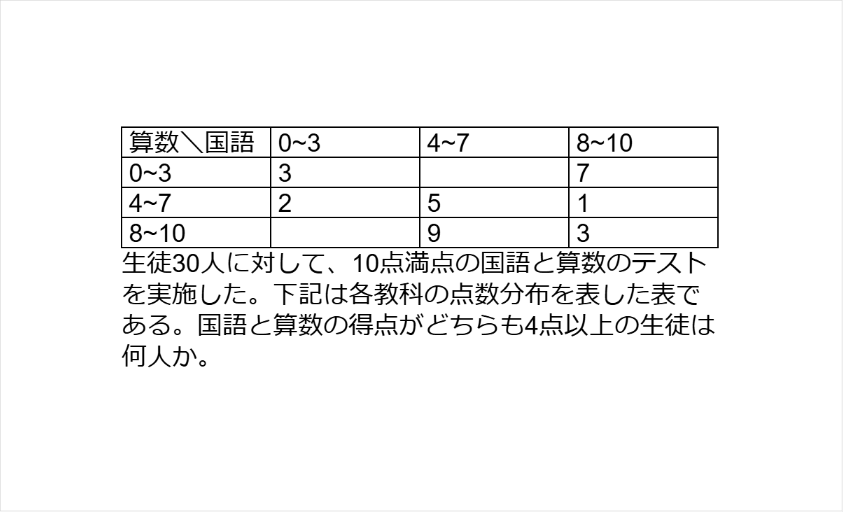 算数＼国語 0~3 4~7 8~10
0~3 3 7
4~7 2 5 1
8~10 9 3
生徒30人に対して、10点満点の国語と算数のテスト
を実施した。下記は各教科の点数分布を表した表で
ある。国語と算数の得点がどちらも4点以上の生徒は
何人か。